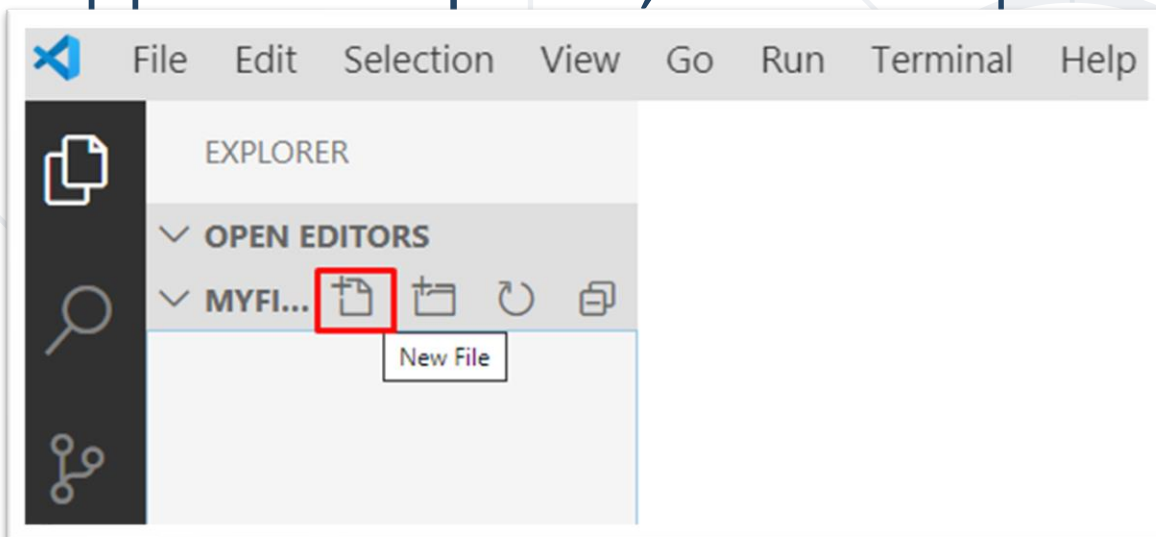 File Edit Selection View Go Run Terminal Help
EXPLORER
OPEN EDITORS
MYFI...
New File